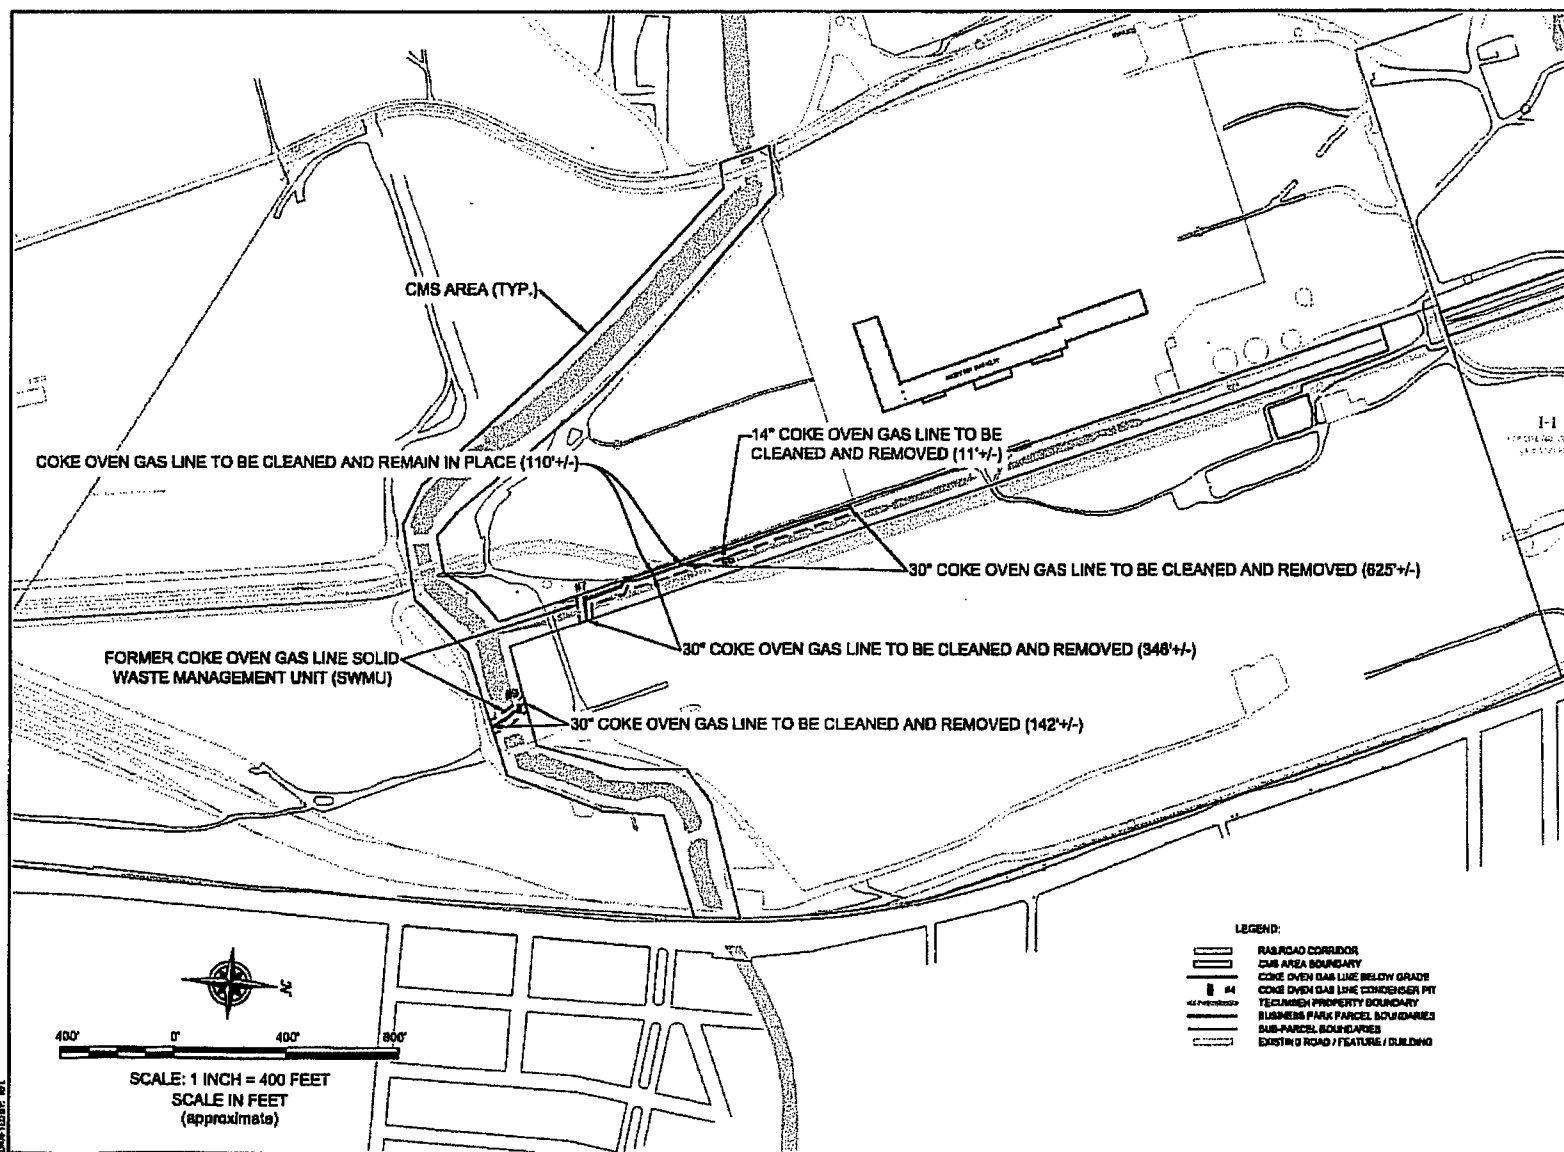 CMS AREA (TYP.)
14" COKE OVEN GAS LINE TO BE
CLEANED AND REMOVED (11'+/-)
COKE OVEN GAS LINE TO BE CLEANED AND REMAIN IN PLACE (110'+/-)
I-1
30" COKE OVEN GAS LINE TO BE CLEANED AND REMOVED (625'+/-)
30" COKE OVEN GAS LINE TO BE CLEANED AND REMOVED (346'+/-)
FORMER COKE OVEN GAS LINE SOLID
WASTE MANAGEMENT UNIT (SWMU)
30" COKE OVEN GAS LINE TO BE CLEANED AND REMOVED (142'+/-)
LEGEND:
RAILROAD CORRIDOR
CMS AREA BOUNDARY
COKE OVEN GAS LINE BELOW GRADE
#4 COKE OVEN GAS LINE CONDENSER PIT
TECUMSEH PROPERTY BOUNDARY
BUSINESS PARK PARCEL BOUNDARIES
SUB-PARCEL BOUNDARIES
EXISTING ROAD / FEATURE / BUILDING
N
400' 0' 400' 800'
SCALE: 1 INCH = 400 FEET
SCALE IN FEET
(approximate)